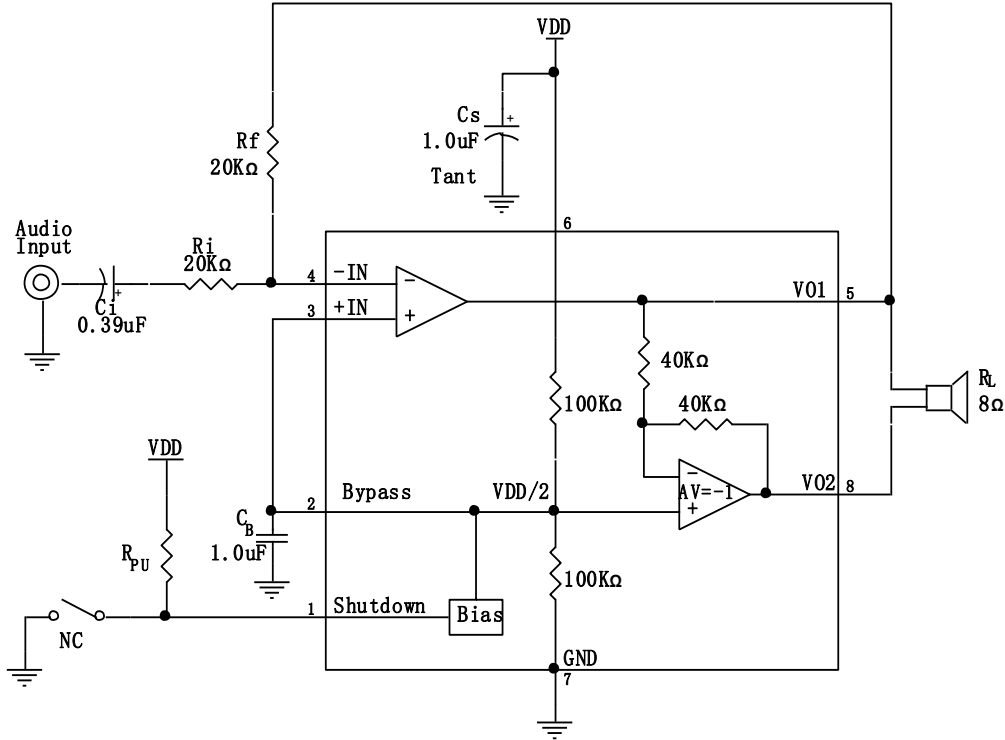 VDD
Cs
+
1.0uF
Tant
Rf
20KΩ
6
Audio
Input
Ri
20KΩ
4
-IN
−
+
Ci
0.39uF
3
+IN
+
VO1
5
40KΩ
100KΩ
40KΩ
RL
8Ω
VDD
−
AV=-1
+
VO2
8
2
Bypass
VDD/2
CB
1.0uF
RPU
100KΩ
1
Shutdown
Bias
NC
GND
7